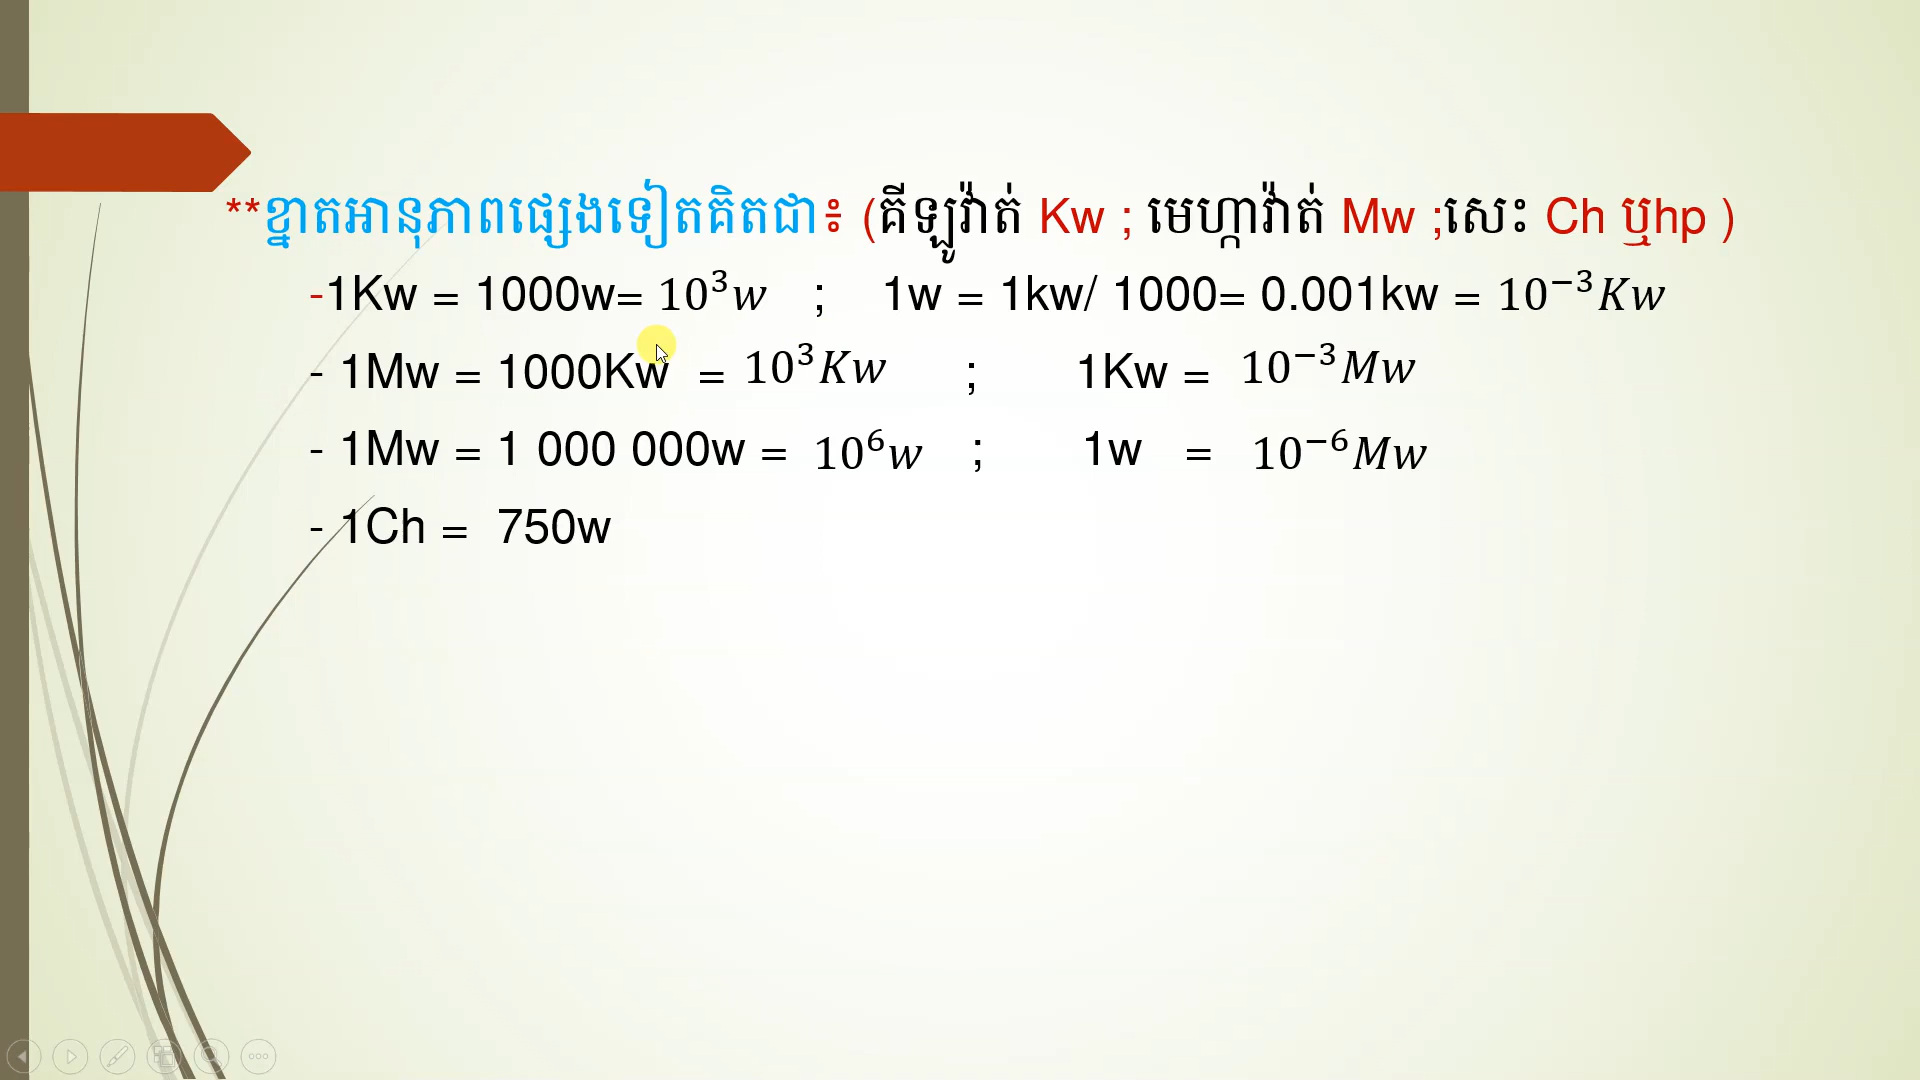 **ខ្នាតអានុភាពផ្សេងទៀតគិតជា៖ (គីឡូវ៉ាត់ Kw ; មេហ្កាវ៉ាត់ Mw ;សេះ Ch ឬhp )
-1Kw = 1000w= 10³w ; 1w = 1kw/ 1000= 0.001kw = 10⁻³Kw
- 1Mw = 1000Kw = 10³Kw ; 1Kw = 10⁻³Mw
- 1Mw = 1 000 000w = 10⁶w ; 1w = 10⁻⁶Mw
- 1Ch = 750w